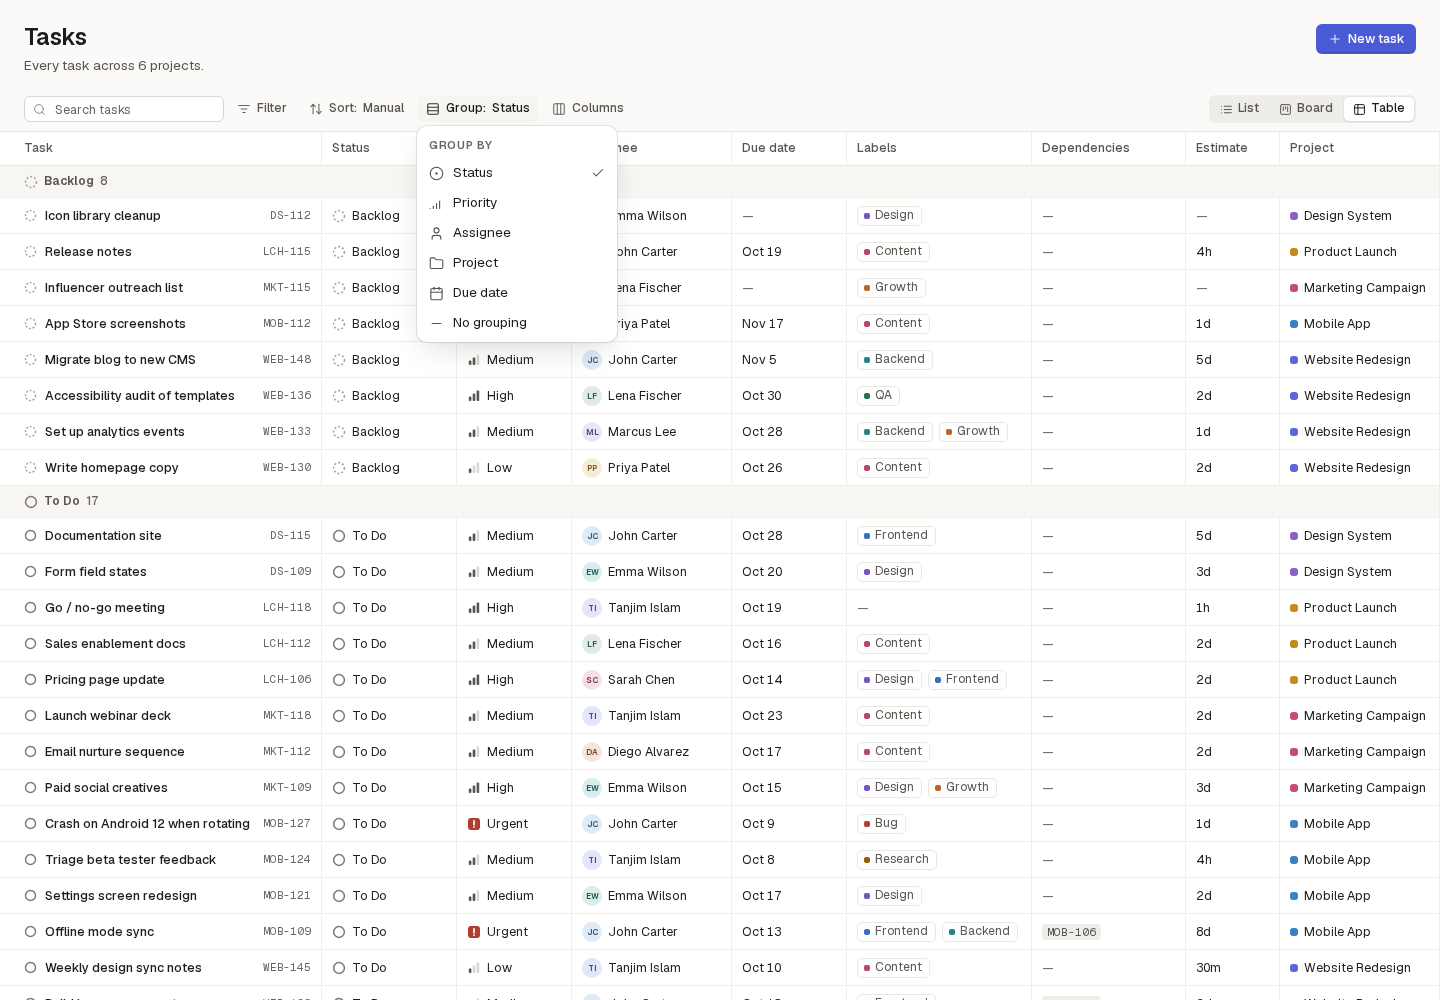 Tasks
Every task across 6 projects.
New task
Search tasks
Filter
Sort: Manual
Group: Status
Columns
List
Board
Table
Task Status nee Due date Labels Dependencies Estimate Project
GROUP BY
Status
Priority
Assignee
Project
Due date
No grouping
Backlog 8
Icon library cleanup DS-112 Backlog mma Wilson — Design — — Design System
Release notes LCH-115 Backlog ohn Carter Oct 19 Content — 4h Product Launch
Influencer outreach list MKT-115 Backlog ena Fischer — Growth — — Marketing Campaign
App Store screenshots MOB-112 Backlog riya Patel Nov 17 Content — 1d Mobile App
Migrate blog to new CMS WEB-148 Backlog Medium JC John Carter Nov 5 Backend — 5d Website Redesign
Accessibility audit of templates WEB-136 Backlog High LF Lena Fischer Oct 30 QA — 2d Website Redesign
Set up analytics events WEB-133 Backlog Medium ML Marcus Lee Oct 28 Backend Growth — 1d Website Redesign
Write homepage copy WEB-130 Backlog Low PP Priya Patel Oct 26 Content — 2d Website Redesign
To Do 17
Documentation site DS-115 To Do Medium JC John Carter Oct 28 Frontend — 5d Design System
Form field states DS-109 To Do Medium EW Emma Wilson Oct 20 Design — 3d Design System
Go / no-go meeting LCH-118 To Do High TI Tanjim Islam Oct 19 — — 1h Product Launch
Sales enablement docs LCH-112 To Do Medium LF Lena Fischer Oct 16 Content — 2d Product Launch
Pricing page update LCH-106 To Do High SC Sarah Chen Oct 14 Design Frontend — 2d Product Launch
Launch webinar deck MKT-118 To Do Medium TI Tanjim Islam Oct 23 Content — 2d Marketing Campaign
Email nurture sequence MKT-112 To Do Medium DA Diego Alvarez Oct 17 Content — 2d Marketing Campaign
Paid social creatives MKT-109 To Do High EW Emma Wilson Oct 15 Design Growth — 3d Marketing Campaign
Crash on Android 12 when rotating MOB-127 To Do Urgent JC John Carter Oct 9 Bug — 1d Mobile App
Triage beta tester feedback MOB-124 To Do Medium TI Tanjim Islam Oct 8 Research — 4h Mobile App
Settings screen redesign MOB-121 To Do Medium EW Emma Wilson Oct 17 Design — 2d Mobile App
Offline mode sync MOB-109 To Do Urgent JC John Carter Oct 13 Frontend Backend MOB-106 8d Mobile App
Weekly design sync notes WEB-145 To Do Low TI Tanjim Islam Oct 10 Content — 30m Website Redesign